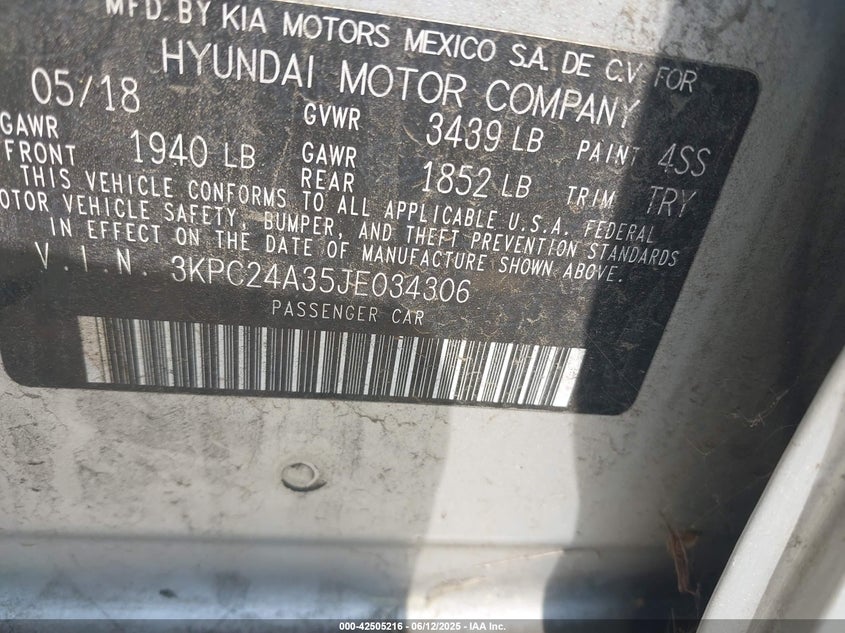 MFD. BY KIA MOTORS MEXICO S.A. DE C.V FOR
HYUNDAI MOTOR COMPANY
05/18 GVWR 3439 LB PAINT 4SS
GAWR FRONT 1940 LB GAWR REAR 1852 LB TRIM TRY
THIS VEHICLE CONFORMS TO ALL APPLICABLE U.S.A. FEDERAL
MOTOR VEHICLE SAFETY, BUMPER, AND THEFT PREVENTION STANDARDS
IN EFFECT ON THE DATE OF MANUFACTURE SHOWN ABOVE.
V.I.N. 3KPC24A35JE034306
PASSENGER CAR
000-42505216 - 06/12/2025 - IAA Inc.